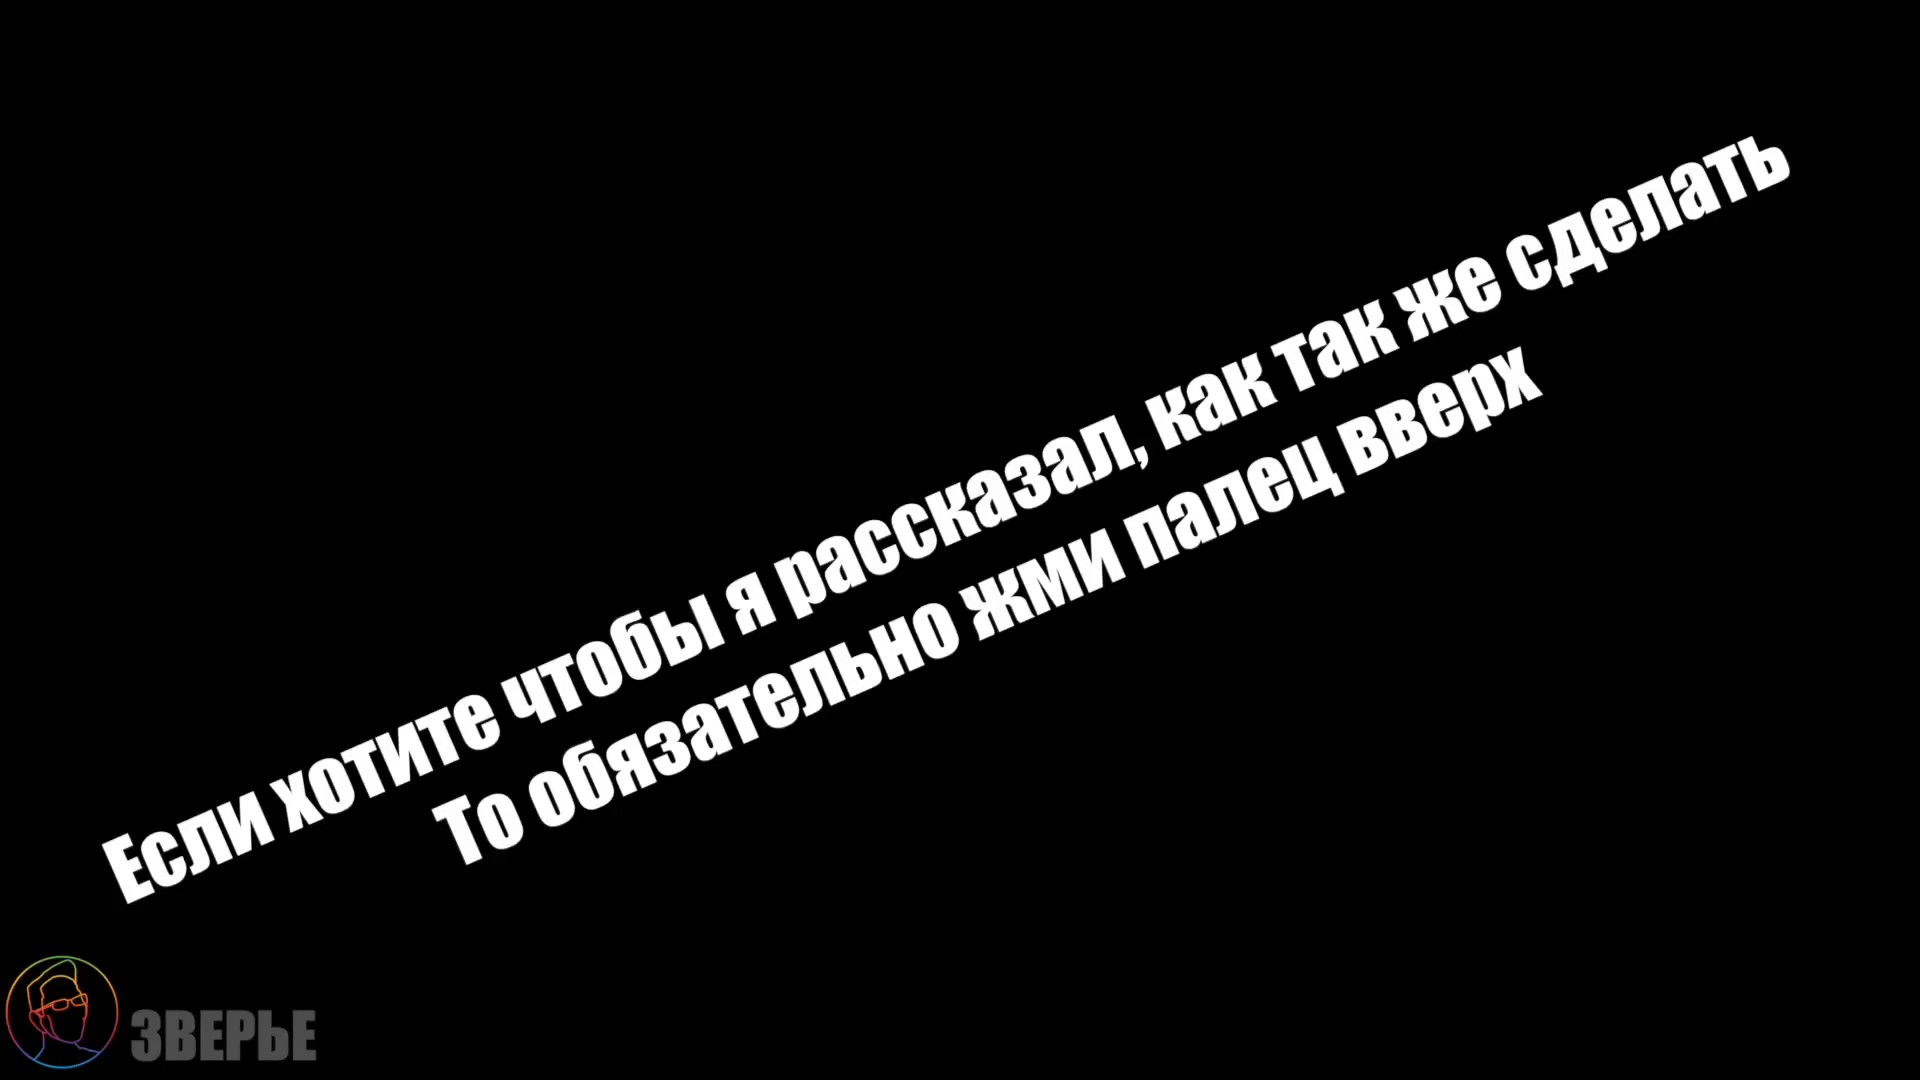 Если хотите чтобы я рассказал, как так же сделать
То обязательно жми палец вверх
ЗВЕРЬЕ